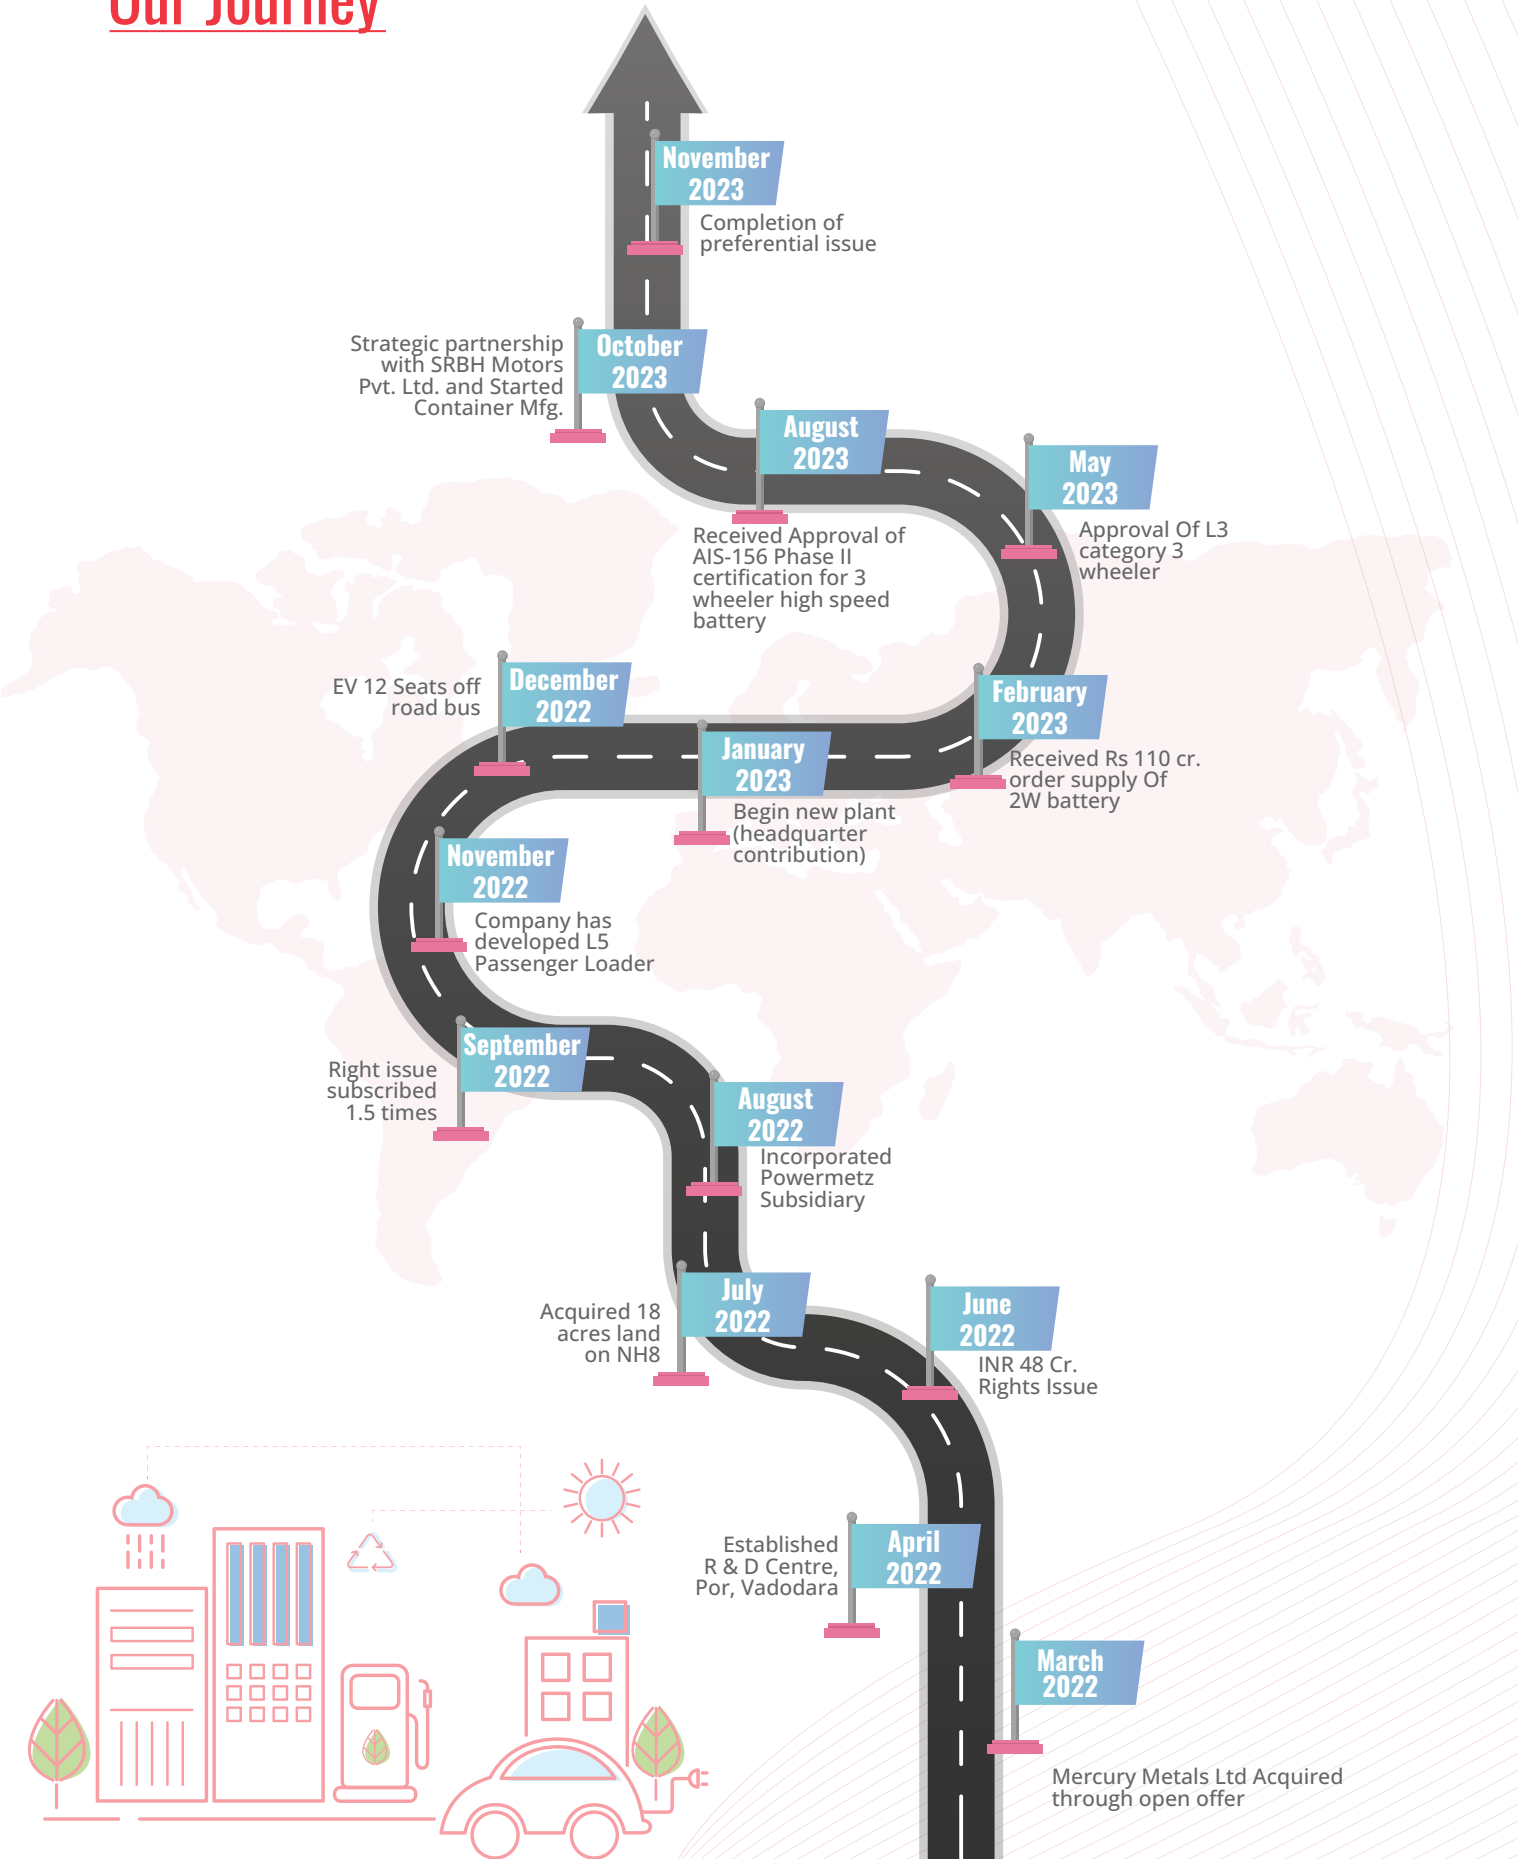 Our Journey
November
2023
Completion of
preferential issue
Strategic partnership
with SRBH Motors
Pvt. Ltd. and Started
Container Mfg.
October
2023
August
2023
Received Approval of
AIS-156 Phase II
certification for 3
wheeler high speed
battery
May
2023
Approval Of L3
category 3
wheeler
EV 12 Seats off
road bus
December
2022
January
2023
Begin new plant
(headquarter
contribution)
February
2023
Received Rs 110 cr.
order supply Of
2W battery
November
2022
Company has
developed L5
Passenger Loader
Right issue
subscribed
1.5 times
September
2022
August
2022
Incorporated
Powermetz
Subsidiary
Acquired 18
acres land
on NH8
July
2022
June
2022
INR 48 Cr.
Rights Issue
Established
R & D Centre,
Por, Vadodara
April
2022
March
2022
Mercury Metals Ltd Acquired
through open offer